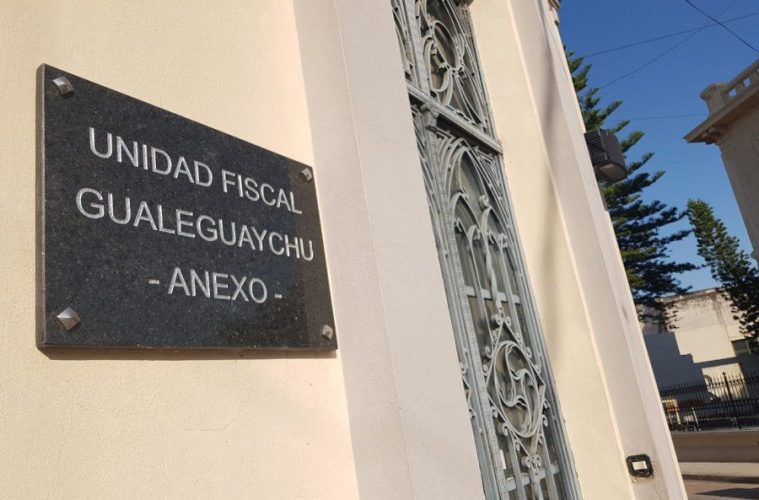 UNIDAD FISCAL
GUALEGUAYCHU
- ANEXO -